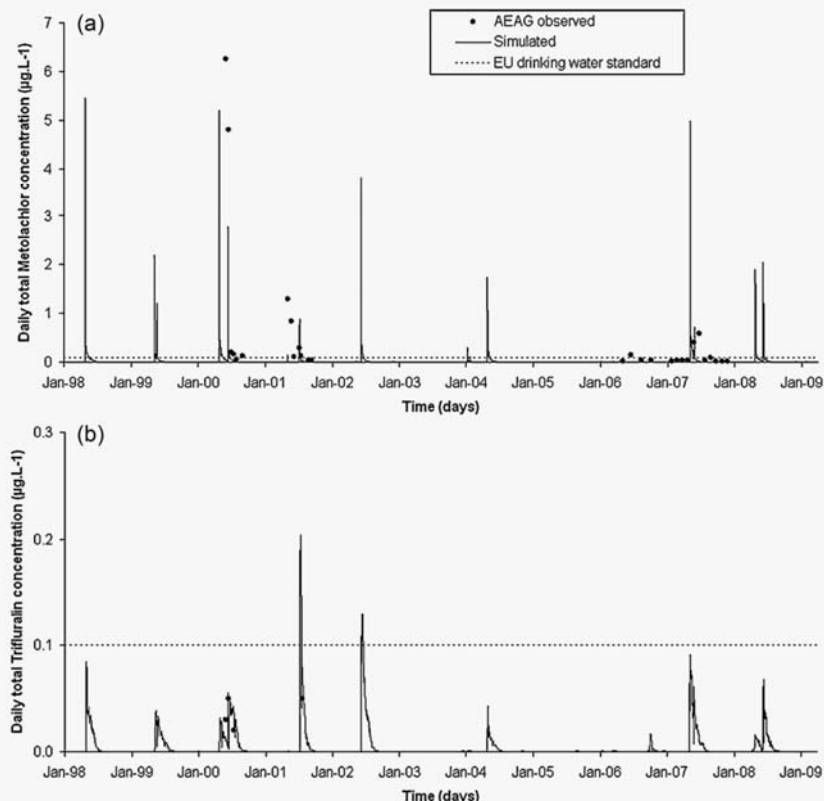 (a)
AEAG observed
Simulated
EU drinking water standard
Daily total Metolachlor concentration (µg.L-1)
7
6
5
4
3
2
1
0
Jan-98 Jan-99 Jan-00 Jan-01 Jan-02 Jan-03 Jan-04 Jan-05 Jan-06 Jan-07 Jan-08 Jan-09
Time (days)
(b)
Daily total Trifluralin concentration (µg.L-1)
0.3
0.2
0.1
0.0
Jan-98 Jan-99 Jan-00 Jan-01 Jan-02 Jan-03 Jan-04 Jan-05 Jan-06 Jan-07 Jan-08 Jan-09
Time (days)